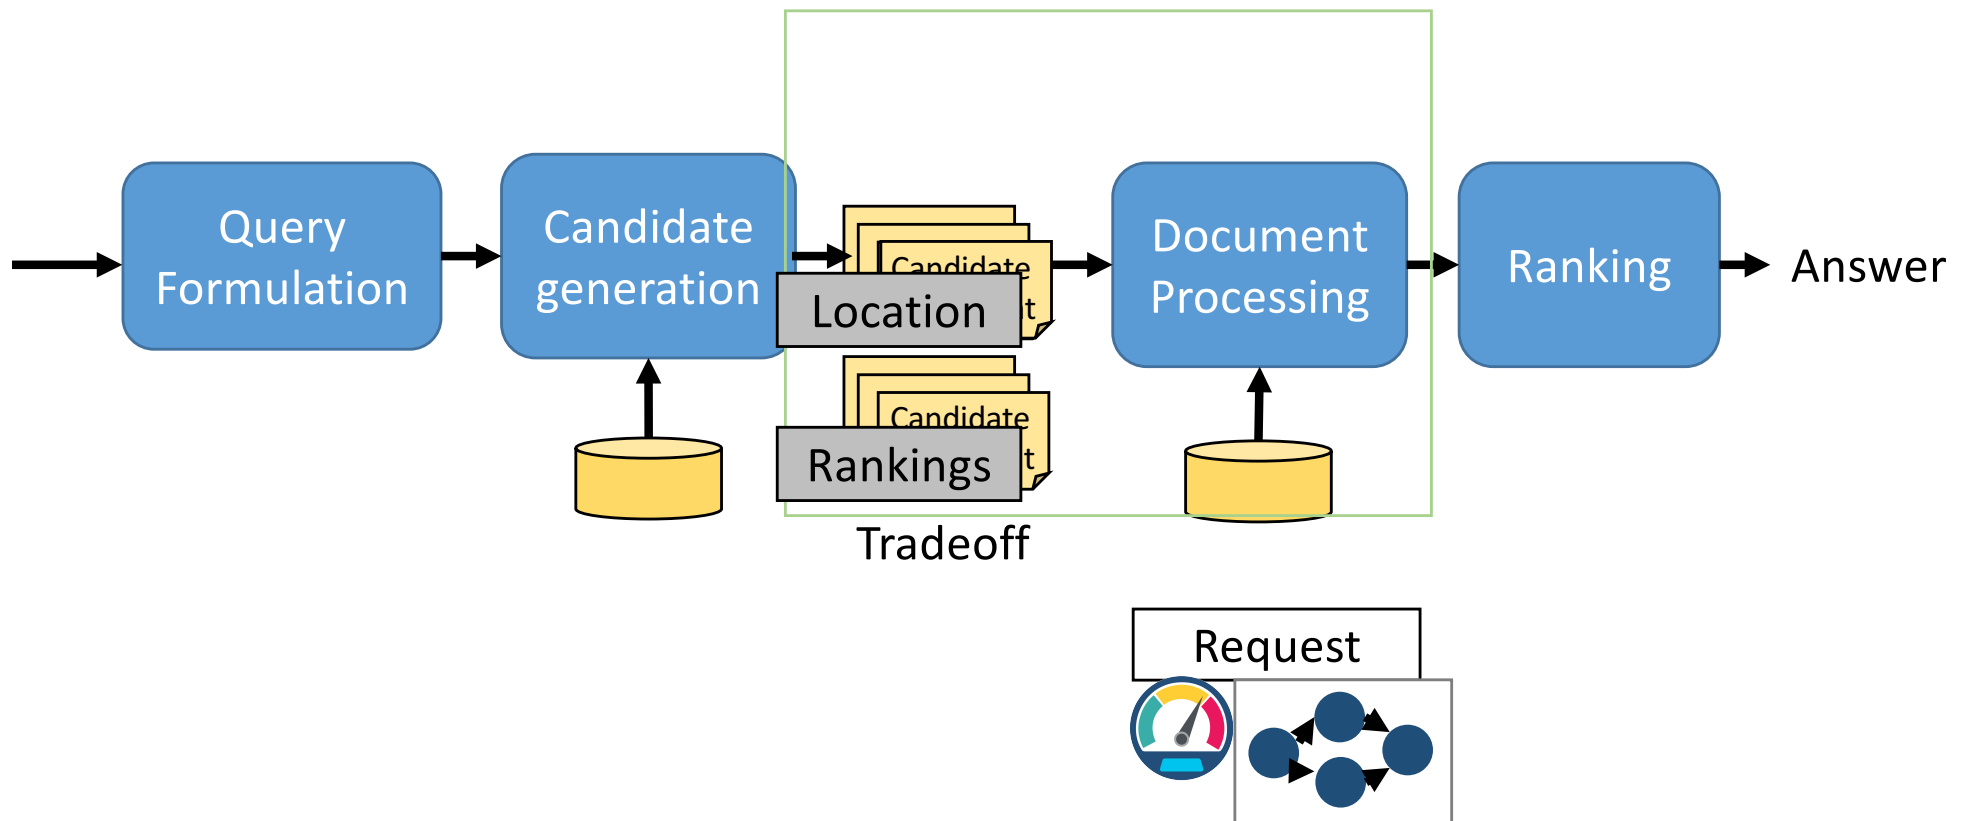 Query
Formulation
Candidate
generation
Candidate
t
Location
Candidate
t
Rankings
Document
Processing
Ranking
Answer
Tradeoff
Request